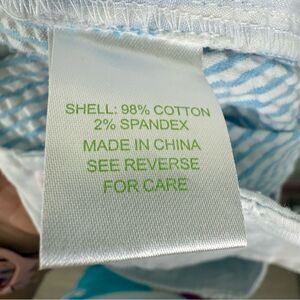 SHELL: 98% COTTON
2% SPANDEX
MADE IN CHINA
SEE REVERSE
FOR CARE